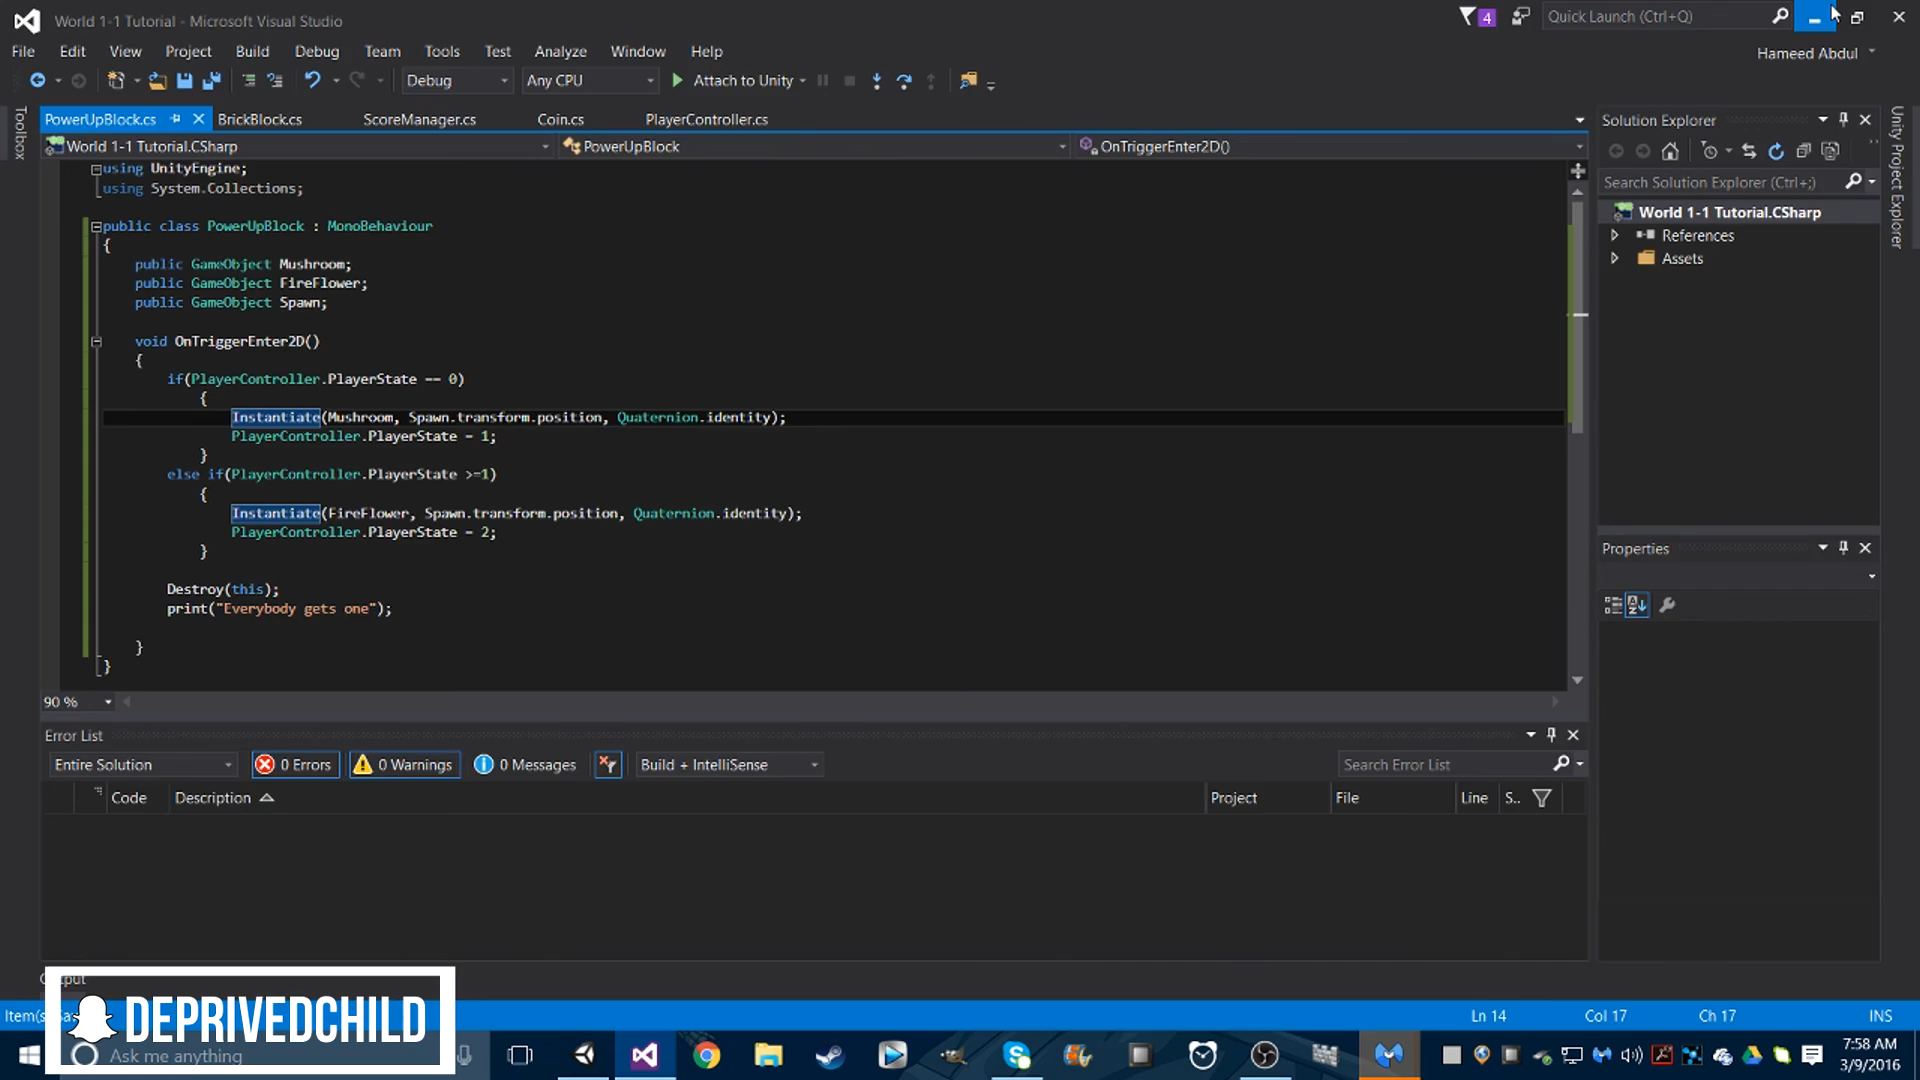 World 1-1 Tutorial - Microsoft Visual Studio
4
Quick Launch (Ctrl+Q)
File Edit View Project Build Debug Team Tools Test Analyze Window Help
Hameed Abdul
Debug Any CPU Attach to Unity
PowerUpBlock.cs BrickBlock.cs ScoreManager.cs Coin.cs PlayerController.cs
World 1-1 Tutorial.CSharp PowerUpBlock OnTriggerEnter2D()
using UnityEngine;
using System.Collections;
public class PowerUpBlock : MonoBehaviour
{
public GameObject Mushroom;
public GameObject FireFlower;
public GameObject Spawn;
void OnTriggerEnter2D()
{
if(PlayerController.PlayerState == 0)
{
Instantiate(Mushroom, Spawn.transform.position, Quaternion.identity);
PlayerController.PlayerState = 1;
}
else if(PlayerController.PlayerState >=1)
{
Instantiate(FireFlower, Spawn.transform.position, Quaternion.identity);
PlayerController.PlayerState = 2;
}
Destroy(this);
print("Everybody gets one");
}
}
90 %
Toolbox
Solution Explorer
Search Solution Explorer (Ctrl+;)
World 1-1 Tutorial.CSharp
References
Assets
Unity Project Explorer
Properties
Error List
Entire Solution 0 Errors 0 Warnings 0 Messages Build + IntelliSense Search Error List
Code Description Project File Line S..
DEPRIVEDCHILD
Ln 14 Col 17 Ch 17 INS
Ask me anything
7:58 AM
3/9/2016